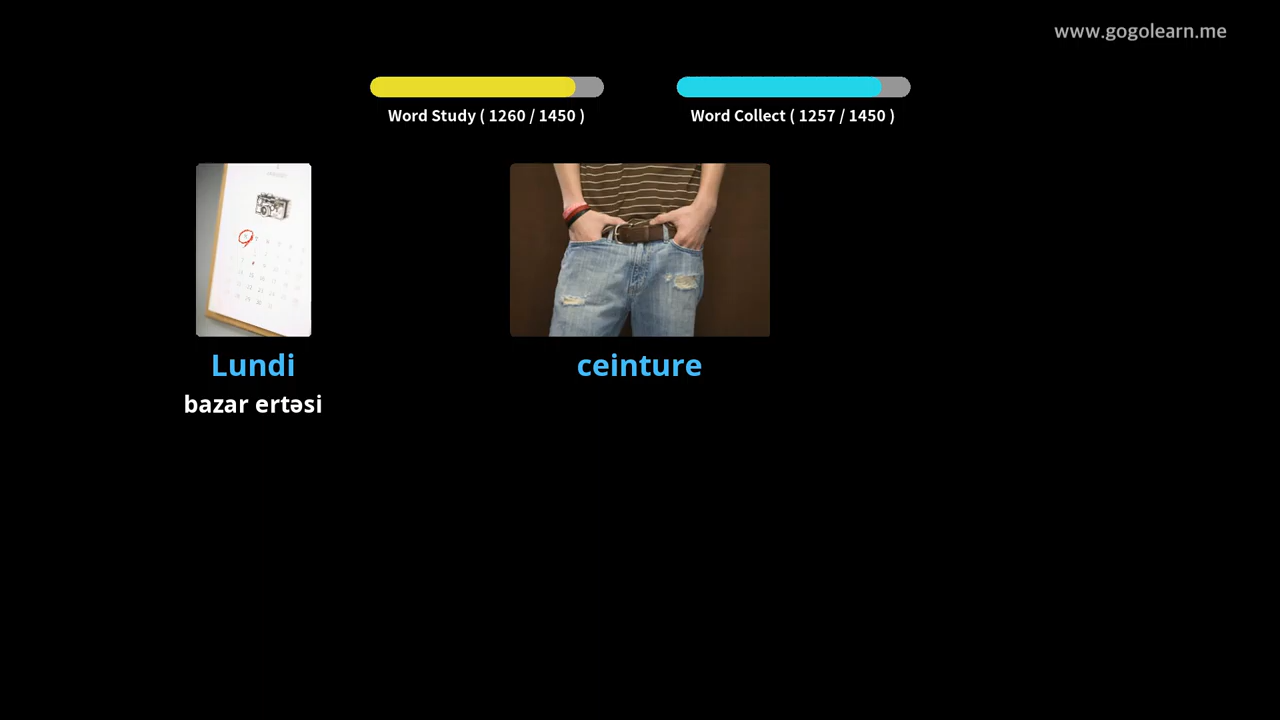 www.gogolearn.me
Word Study ( 1260 / 1450 )
Word Collect ( 1257 / 1450 )
Lundi
ceinture
bazar ertəsi